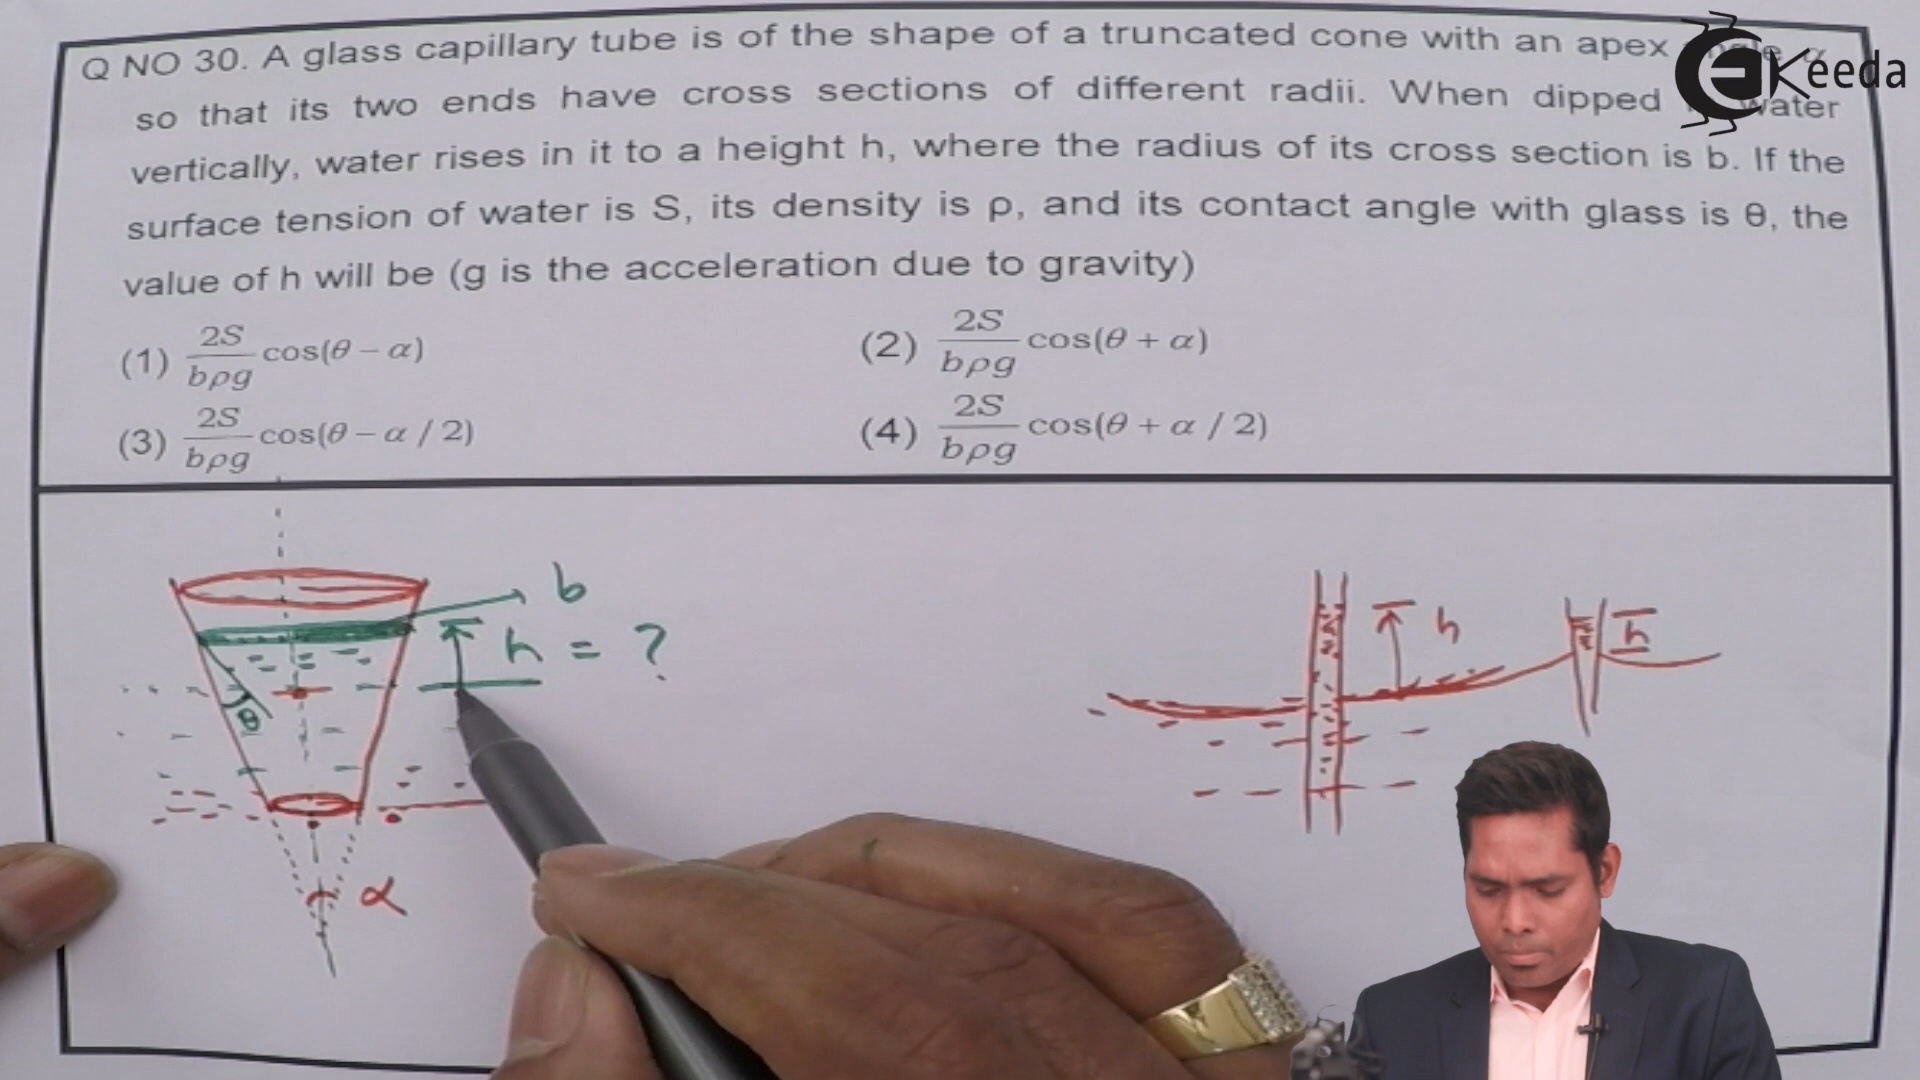 Q NO 30. A glass capillary tube is of the shape of a truncated cone with an apex
Keeda
so that its two ends have cross sections of different radii. When dipped water
vertically, water rises in it to a height h, where the radius of its cross section is b. If the
surface tension of water is S, its density is ρ, and its contact angle with glass is θ, the
value of h will be (g is the acceleration due to gravity)
(1) 2S/bρg cos(θ − α) (2) 2S/bρg cos(θ + α)
(3) 2S/bρg cos(θ − α / 2) (4) 2S/bρg cos(θ + α / 2)
b
h = ?
h
h
θ
α